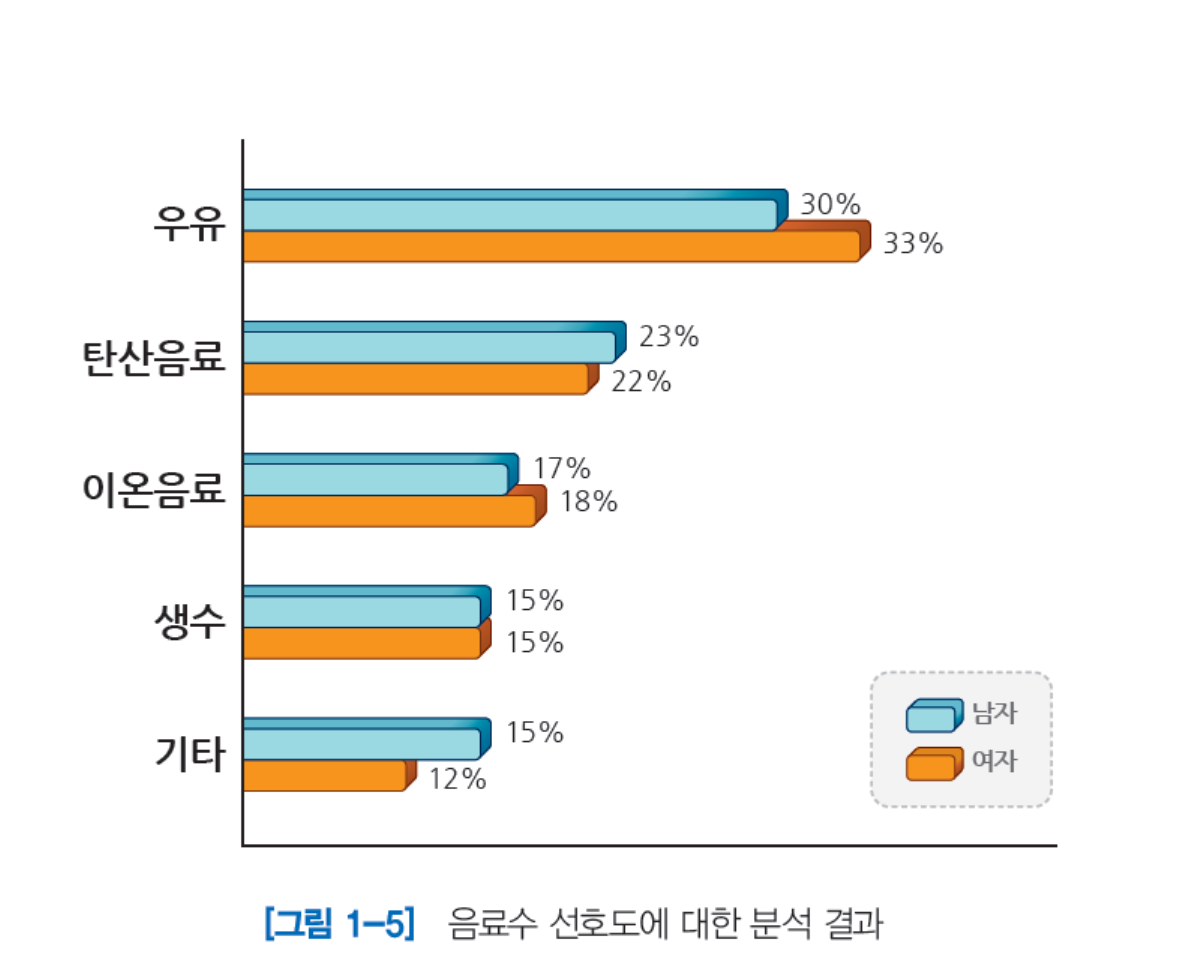 우유
30%
33%
탄산음료
23%
22%
이온음료
17%
18%
생수
15%
15%
기타
15%
12%
남자
여자
[그림 1-5] 음료수 선호도에 대한 분석 결과